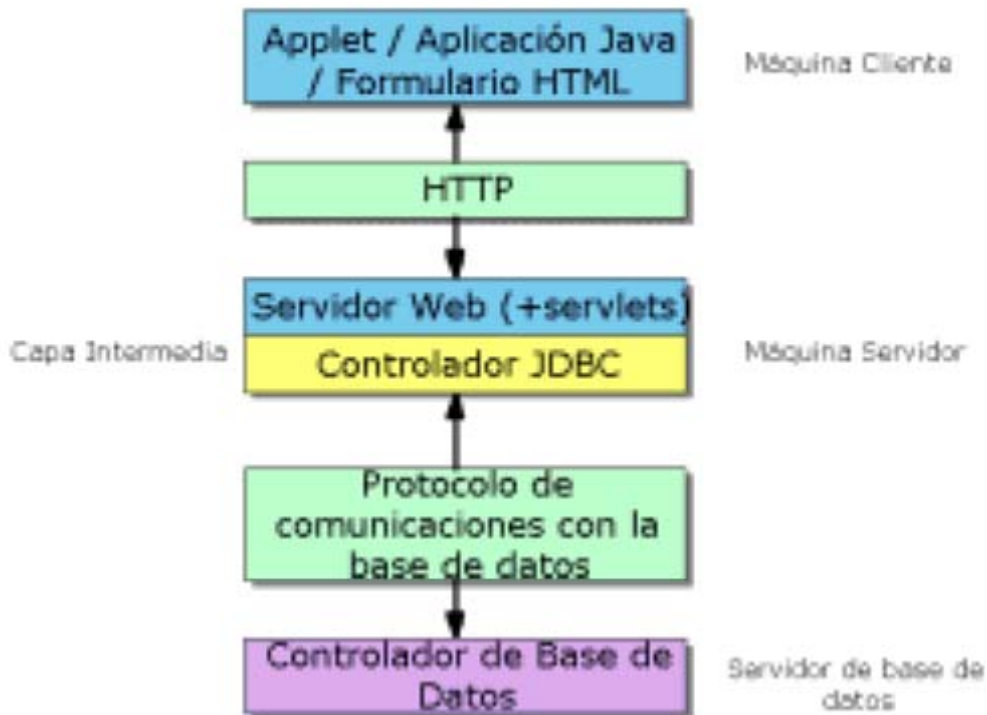 Applet / Aplicación Java
/ Formulario HTML
Máquina Cliente
HTTP
Servidor Web (+servlets)
Capa Intermedia
Controlador JDBC
Máquina Servidor
Protocolo de
comunicaciones con la
base de datos
Controlador de Base de
Datos
Servidor de base de
datos